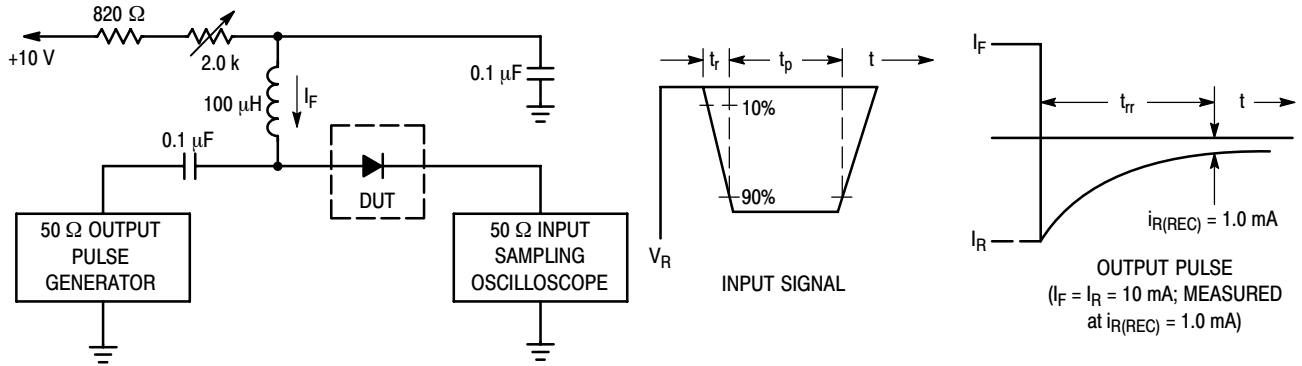 820 Ω
+10 V
2.0 k
0.1 µF
100 µH
I_F
0.1 µF
DUT
50 Ω OUTPUT
PULSE
GENERATOR
50 Ω INPUT
SAMPLING
OSCILLOSCOPE
t_r
t_p
t
10%
90%
V_R
INPUT SIGNAL
I_F
t_rr
t
I_R
i_R(REC) = 1.0 mA
OUTPUT PULSE
(I_F = I_R = 10 mA; MEASURED
at i_R(REC) = 1.0 mA)